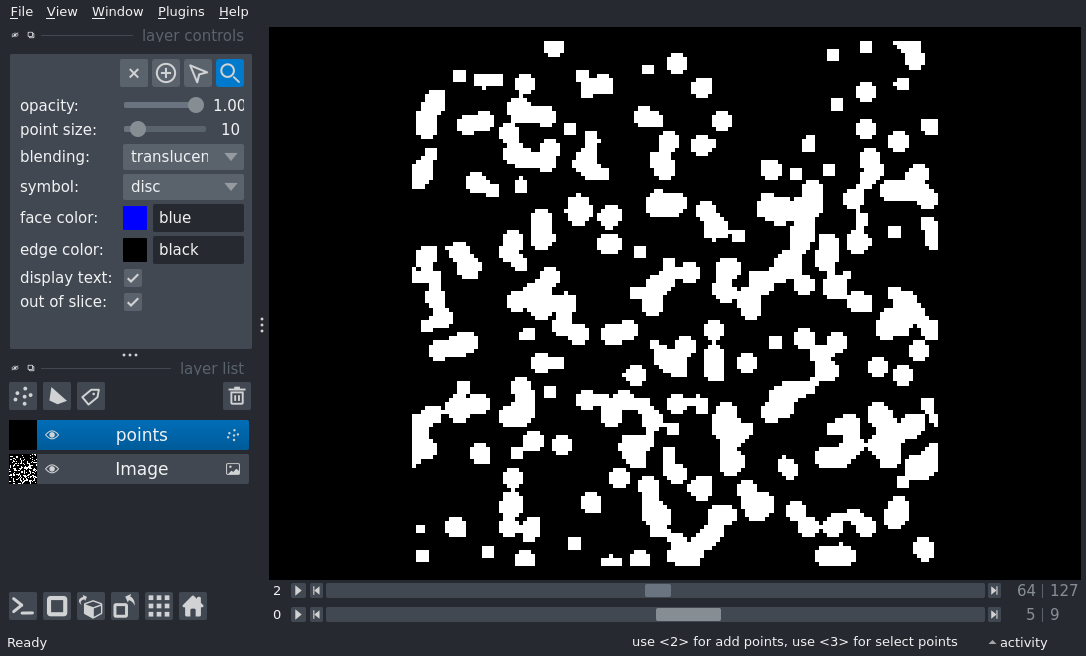 File View Window Plugins Help
layer controls
opacity: 1.00
point size: 10
blending: translucen
symbol: disc
face color: blue
edge color: black
display text:
out of slice:
layer list
points
Image
2 64 127
0 5 9
Ready use <2> for add points, use <3> for select points activity